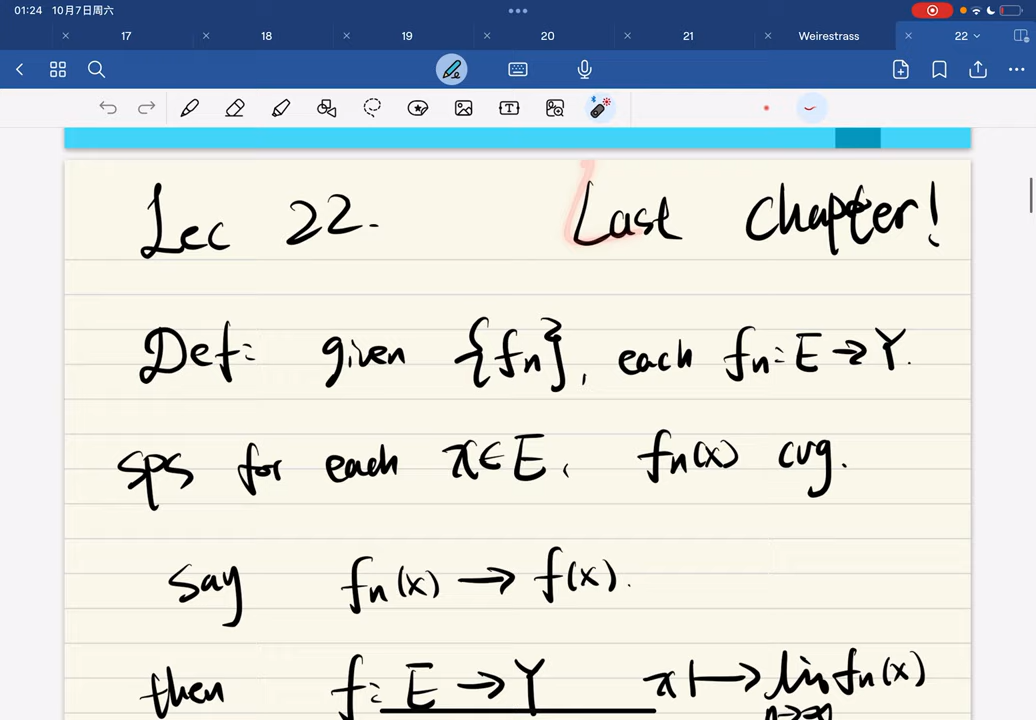 01:24 10月7日周六
17 18 19 20 21 Weirestrass 22
Lec 22. Last chapter!
Def: given {fn}, each fn: E → Y.
sps for each x ∈ E, fn(x) cvg.
say fn(x) → f(x).
then f: E → Y x ↦ lim fn(x)
n→∞